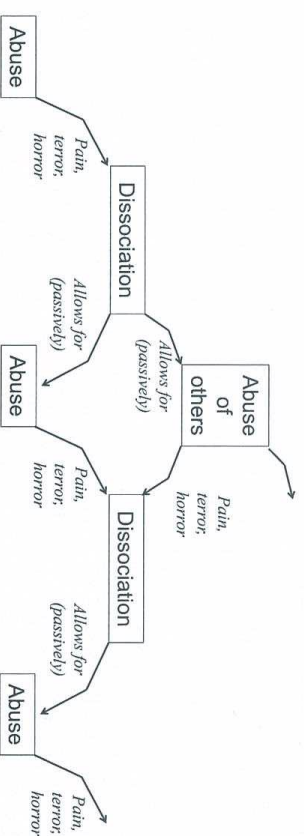 Abuse
of
others
Pain,
terror,
horror
Allows for
(passively)
Dissociation
Dissociation
Pain,
terror,
horror
Allows for
(passively)
Pain,
terror,
horror
Allows for
(passively)
Pain,
terror,
horror
Abuse
Abuse
Abuse